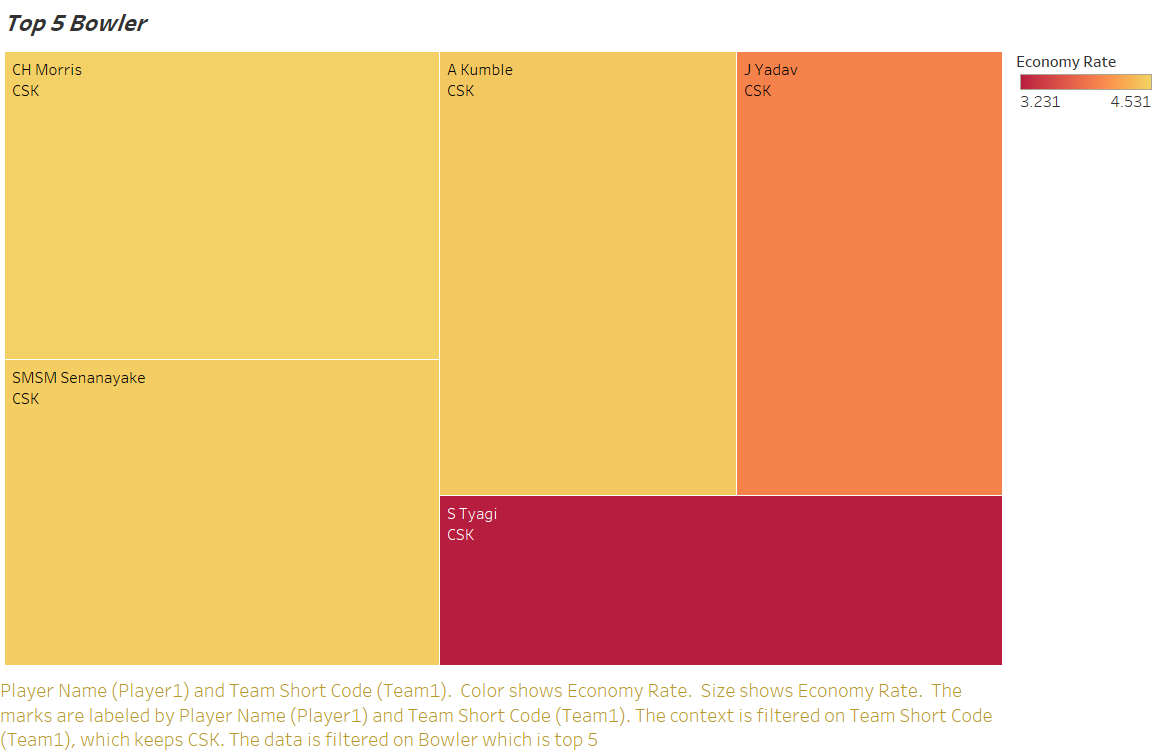 Top 5 Bowler
CH Morris
CSK
A Kumble
CSK
J Yadav
CSK
Economy Rate
3.231 4.531
SMSM Senanayake
CSK
S Tyagi
CSK
Player Name (Player1) and Team Short Code (Team1).  Color shows Economy Rate.  Size shows Economy Rate.  The
marks are labeled by Player Name (Player1) and Team Short Code (Team1). The context is filtered on Team Short Code
(Team1), which keeps CSK. The data is filtered on Bowler which is top 5